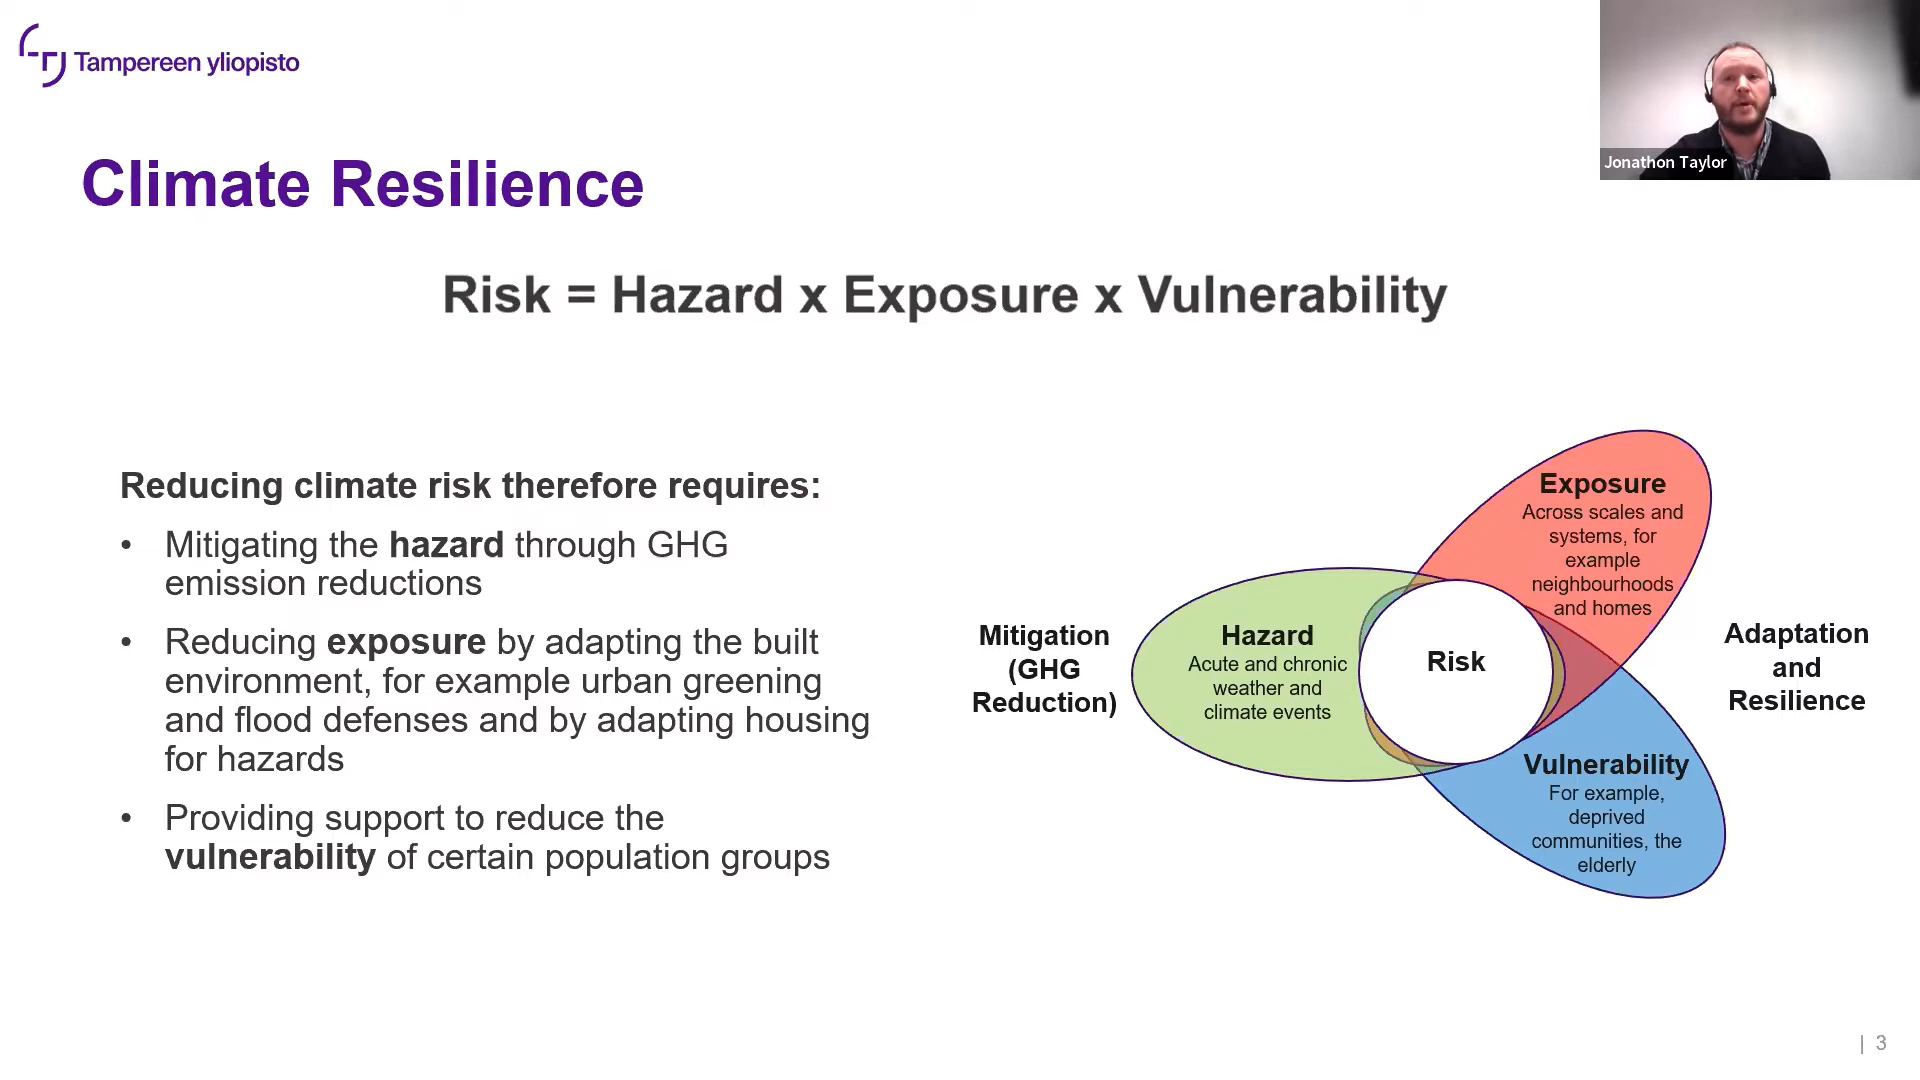 Tampereen yliopisto
Jonathon Taylor
Climate Resilience
Risk = Hazard x Exposure x Vulnerability
Reducing climate risk therefore requires:
• Mitigating the hazard through GHG
emission reductions
• Reducing exposure by adapting the built
environment, for example urban greening
and flood defenses and by adapting housing
for hazards
• Providing support to reduce the
vulnerability of certain population groups
Mitigation
(GHG
Reduction)
Hazard
Acute and chronic
weather and
climate events
Risk
Exposure
Across scales and
systems, for
example
neighbourhoods
and homes
Vulnerability
For example,
deprived
communities, the
elderly
Adaptation
and
Resilience
| 3